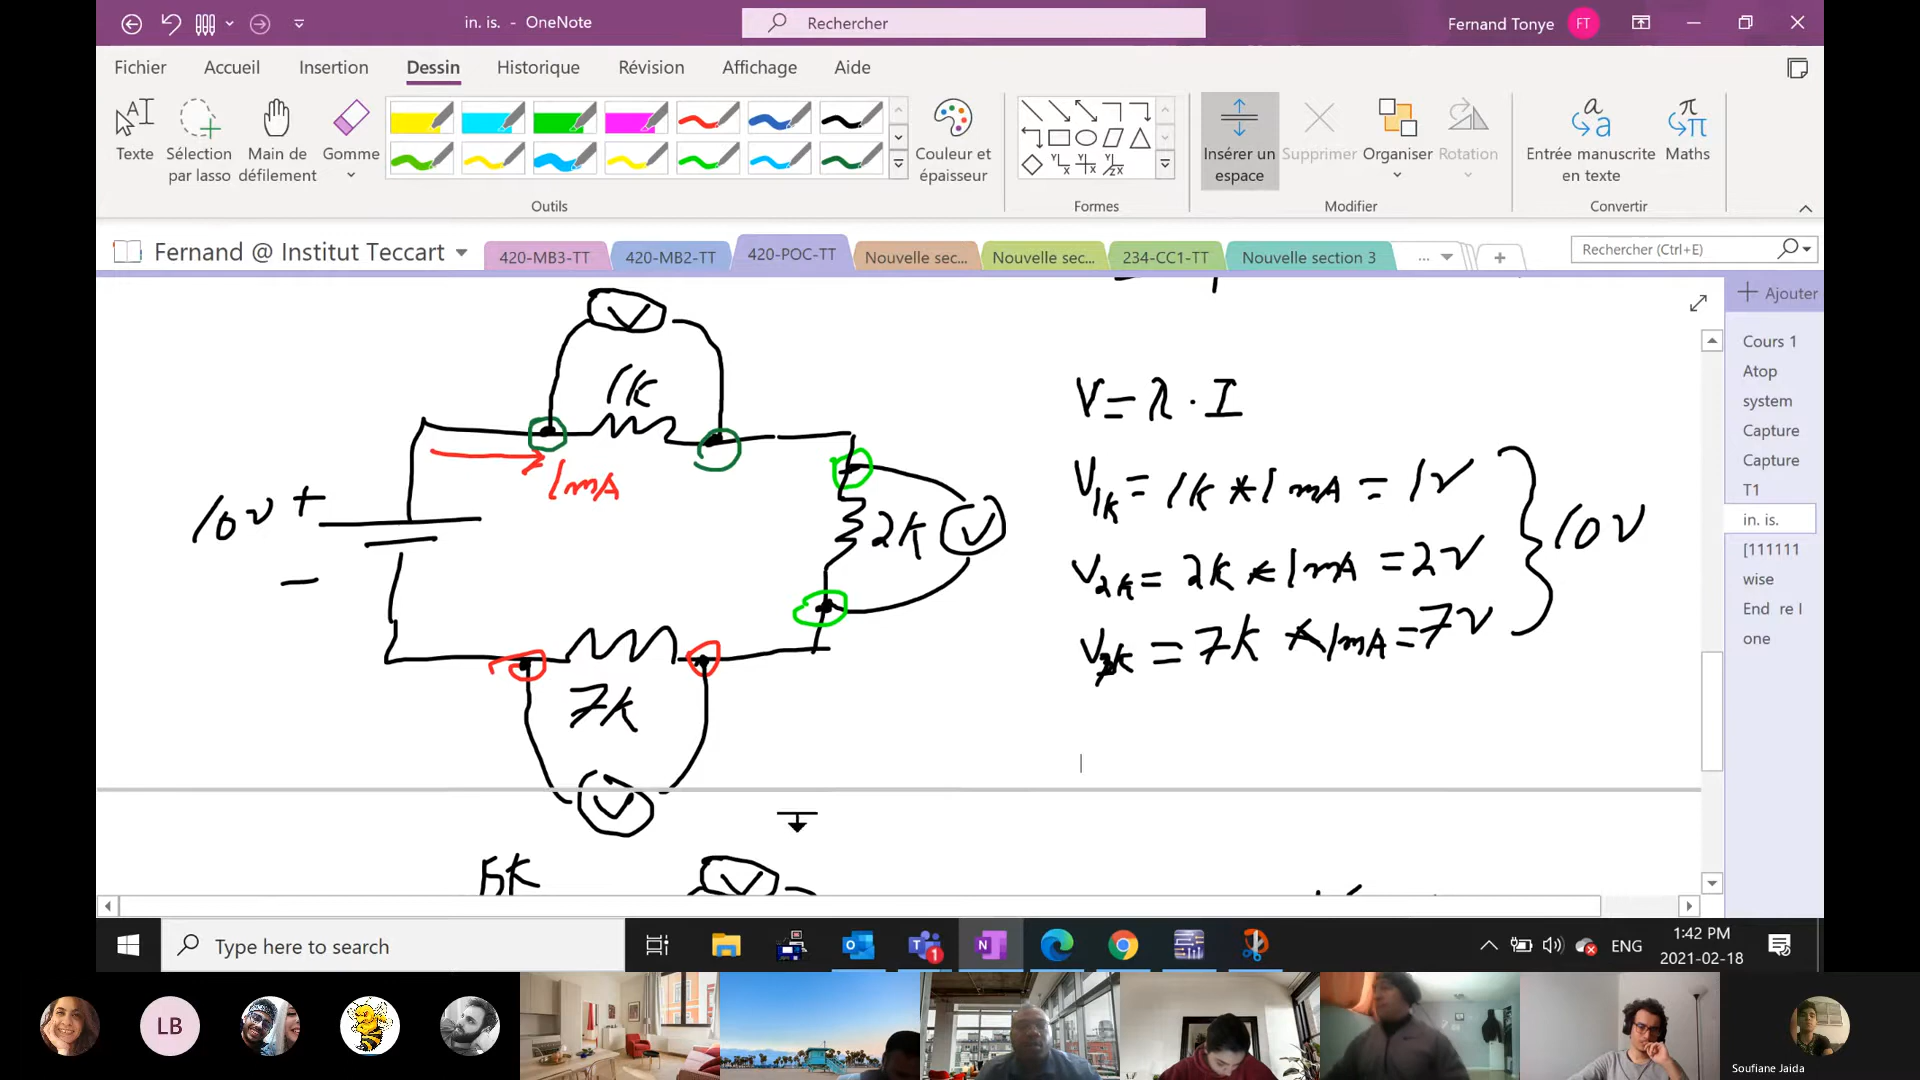 in. is. - OneNote
Rechercher
Fernand Tonye
FT
Fichier
Accueil
Insertion
Dessin
Historique
Révision
Affichage
Aide
Texte
Sélection par lasso
Main de défilement
Gomme
Couleur et épaisseur
Insérer un espace
Supprimer
Organiser
Rotation
Entrée manuscrite en texte
Maths
Outils
Formes
Modifier
Convertir
Fernand @ Institut Teccart
420-MB3-TT
420-MB2-TT
420-POC-TT
Nouvelle sec...
Nouvelle sec...
234-CC1-TT
Nouvelle section 3
...
Rechercher (Ctrl+E)
Ajouter
Cours 1
Atop
system
Capture
Capture
T1
in. is.
[111111
wise
End re l
one
V
1K
1mA
10V +
−
2K
V
7K
V
5K
V
V = R · I
V1K = 1K * 1mA = 1V
V2K = 2K * 1mA = 2V
= 7K * 1mA = 7V
10V
Type here to search
1
ENG
1:42 PM
2021-02-18
LB
Soufiane Jaida